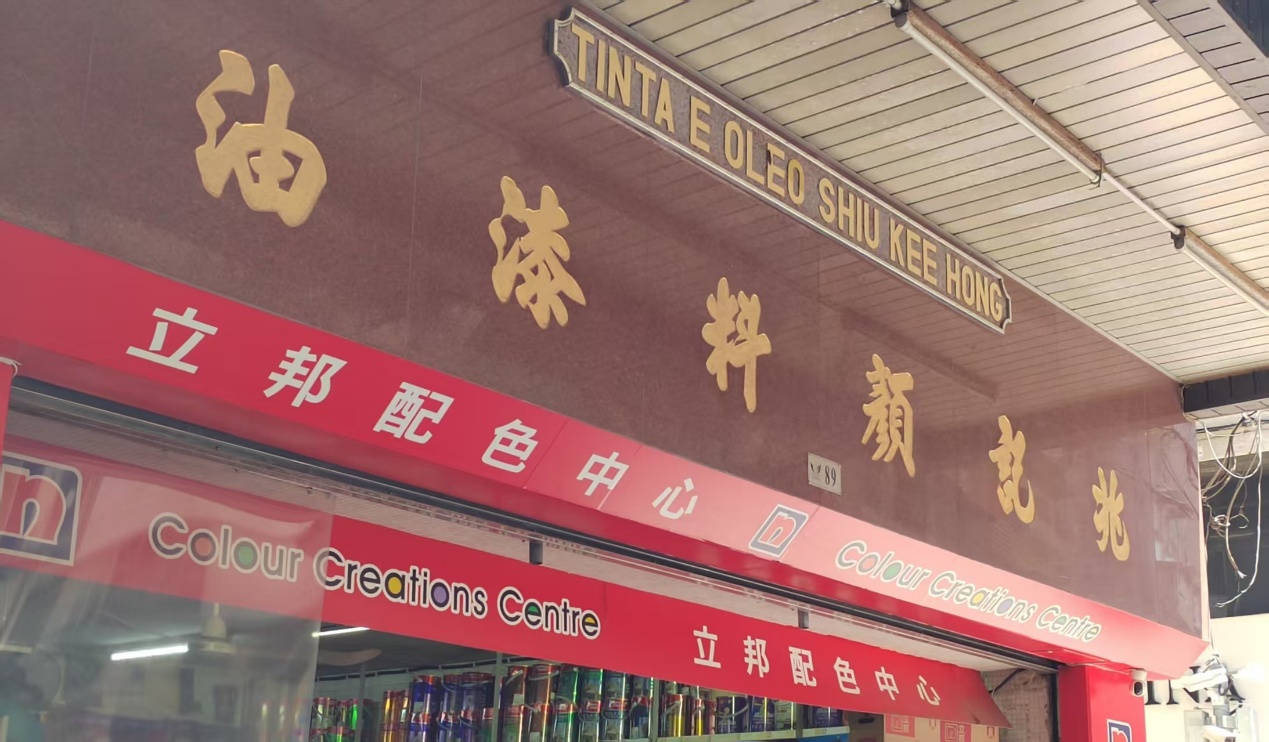 TINTA E OLEO SHIU KEE HONG
兆記顏料漆油
89
立邦配色中心 n Colour Creations Centre
n Colour Creations Centre 立邦配色中心
n